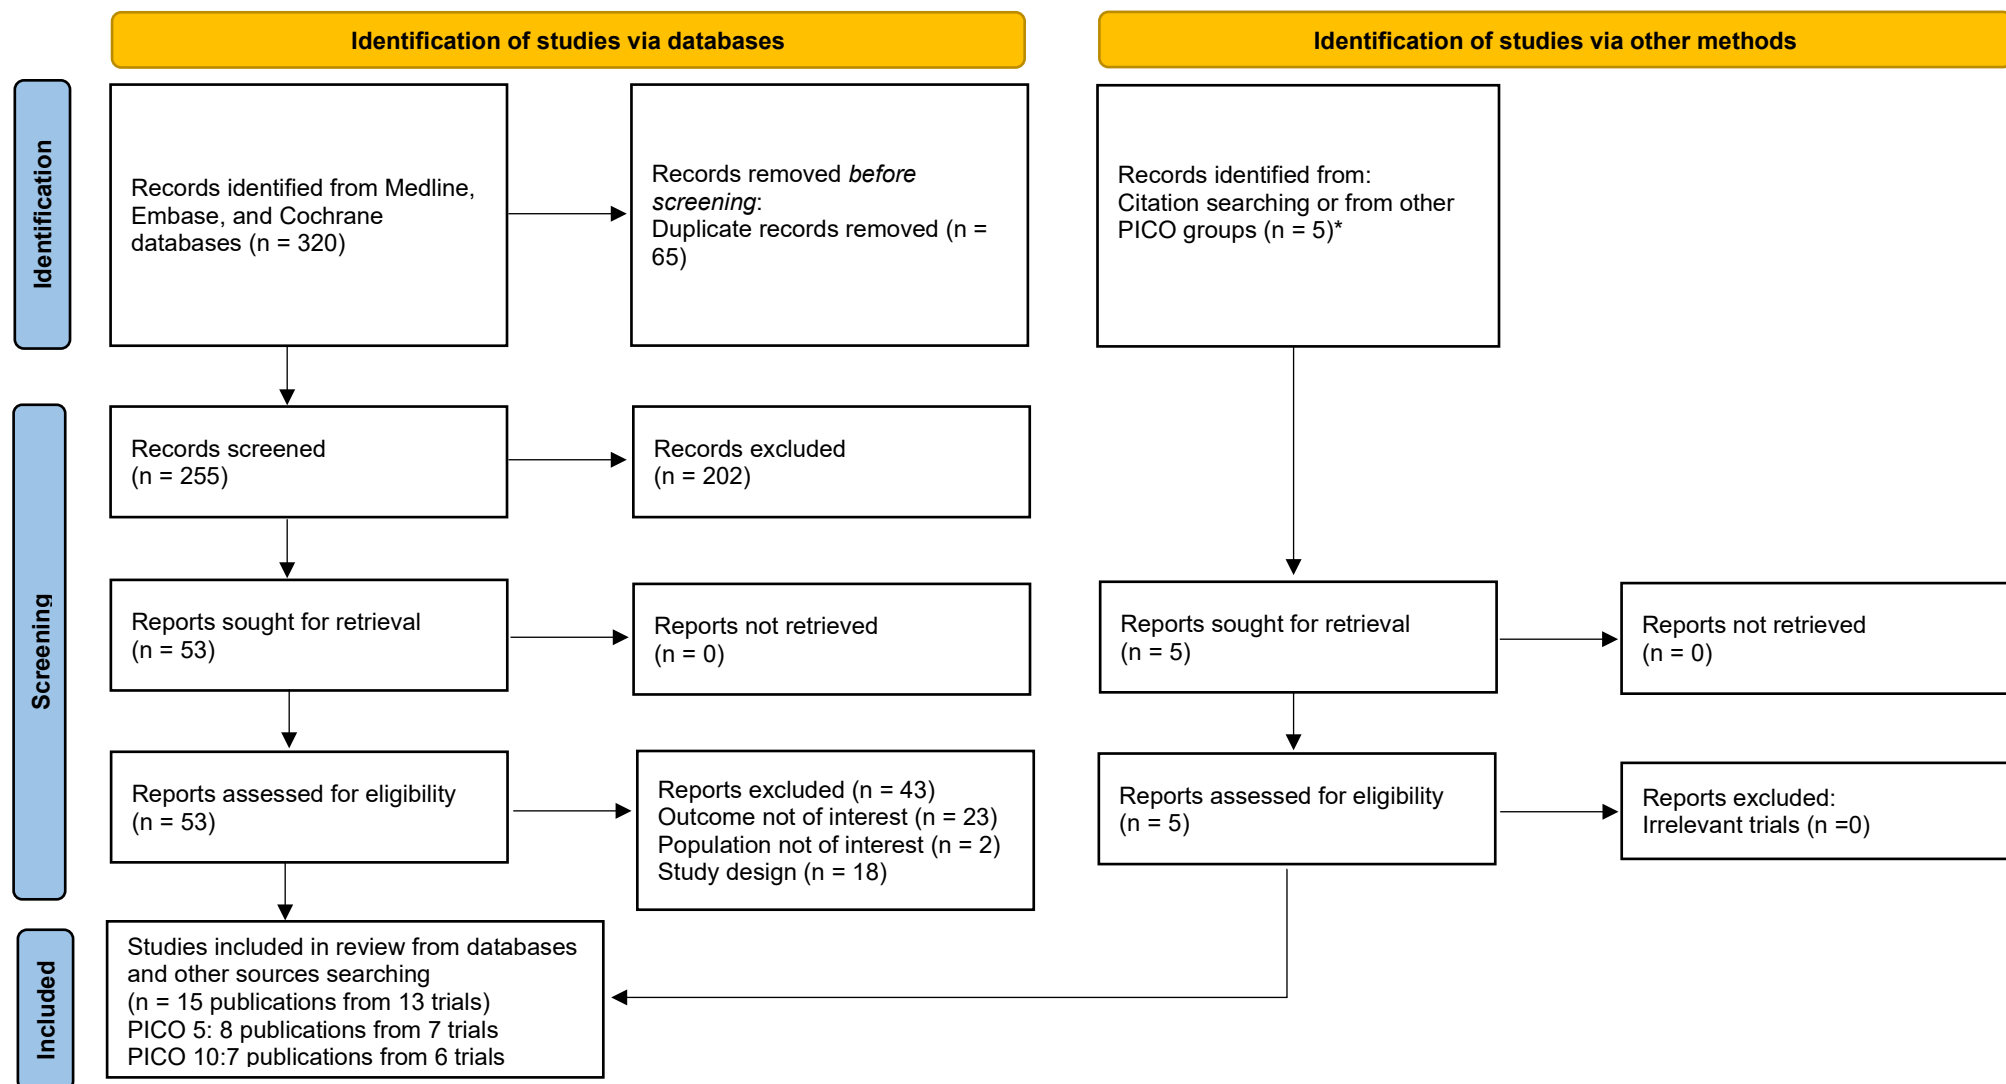 Identification of studies via databases
Identification of studies via other methods
Identification
Records identified from Medline,
Embase, and Cochrane
databases (n = 320)
Records removed before
screening:
Duplicate records removed (n =
65)
Records identified from:
Citation searching or from other
PICO groups (n = 5)*
Screening
Records screened
(n = 255)
Records excluded
(n = 202)
Reports sought for retrieval
(n = 53)
Reports not retrieved
(n = 0)
Reports sought for retrieval
(n = 5)
Reports not retrieved
(n = 0)
Reports assessed for eligibility
(n = 53)
Reports excluded (n = 43)
Outcome not of interest (n = 23)
Population not of interest (n = 2)
Study design (n = 18)
Reports assessed for eligibility
(n = 5)
Reports excluded:
Irrelevant trials (n =0)
Included
Studies included in review from databases
and other sources searching
(n = 15 publications from 13 trials)
PICO 5: 8 publications from 7 trials
PICO 10:7 publications from 6 trials